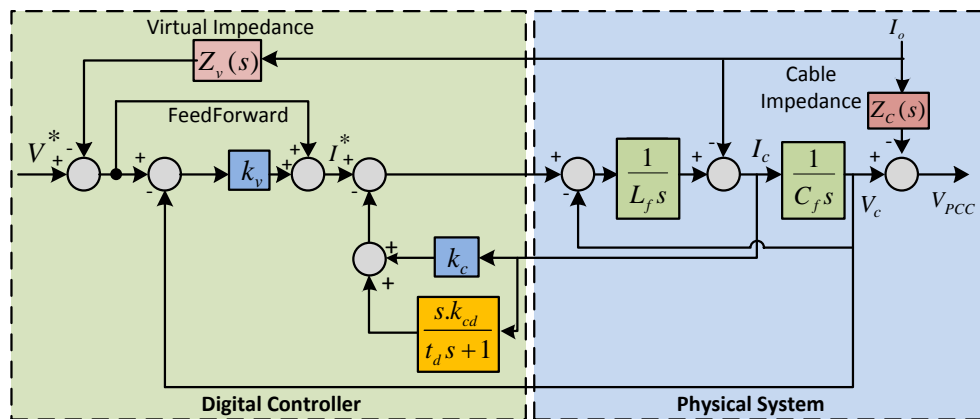 Virtual Impedance
Z_v(s)
I_o
Cable
Impedance
Z_C(s)
FeedForward
V*
+
-
+
-
k_v
+
+
I*
+
-
+
-
1
L_f s
+
-
I_c
1
C_f s
+
-
V_c
V_PCC
+
+
k_c
s.k_cd
t_d s + 1
Digital Controller
Physical System